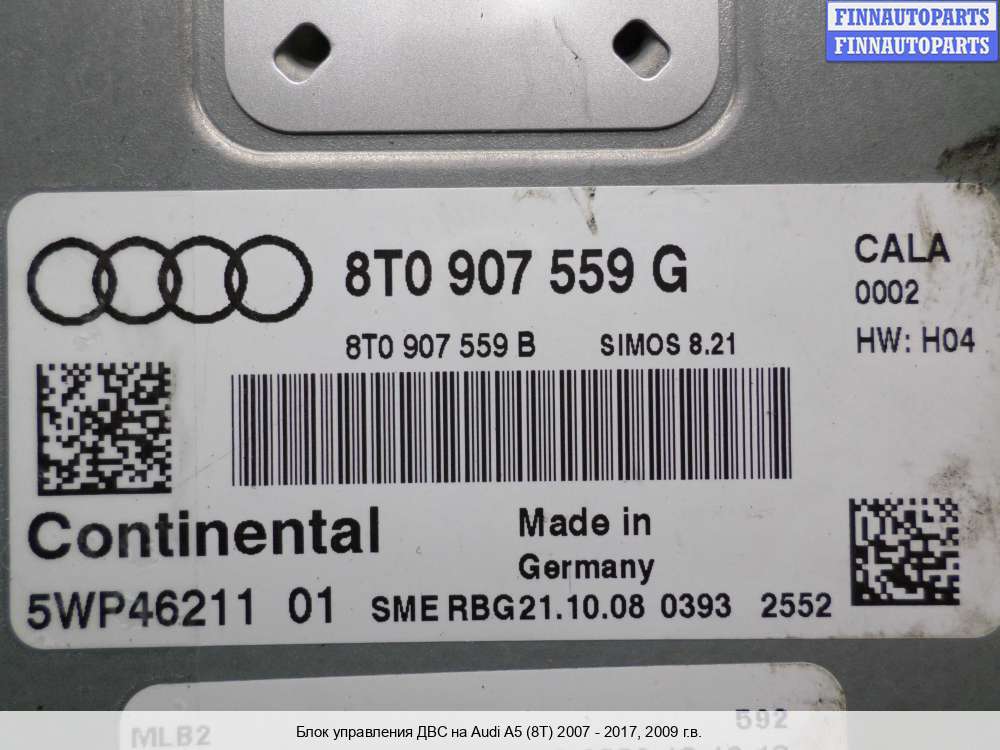 FINNAUTOPARTS
FINNAUTOPARTS
8T0 907 559 G
CALA
0002
8T0 907 559 B SIMOS 8.21
HW: H04
Continental
Made in
Germany
5WP46211 01 SME RBG 21.10.08 0393 2552
MLB2
592
Блок управления ДВС на Audi A5 (8T) 2007 - 2017, 2009 г.в.